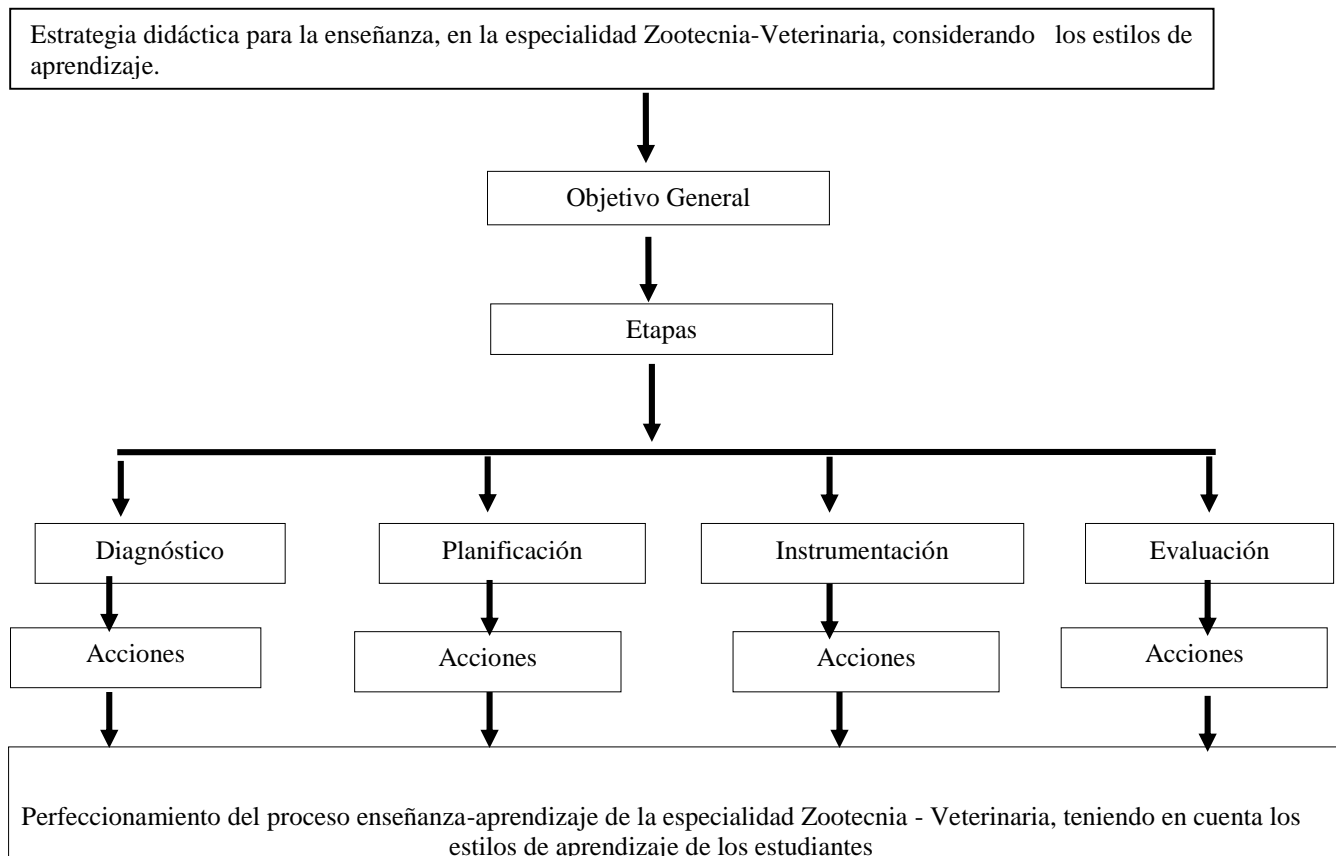 Estrategia didáctica para la enseñanza, en la especialidad Zootecnia-Veterinaria, considerando los estilos de
aprendizaje.
Objetivo General
Etapas
Diagnóstico
Planificación
Instrumentación
Evaluación
Acciones
Acciones
Acciones
Acciones
Perfeccionamiento del proceso enseñanza-aprendizaje de la especialidad Zootecnia - Veterinaria, teniendo en cuenta los
estilos de aprendizaje de los estudiantes